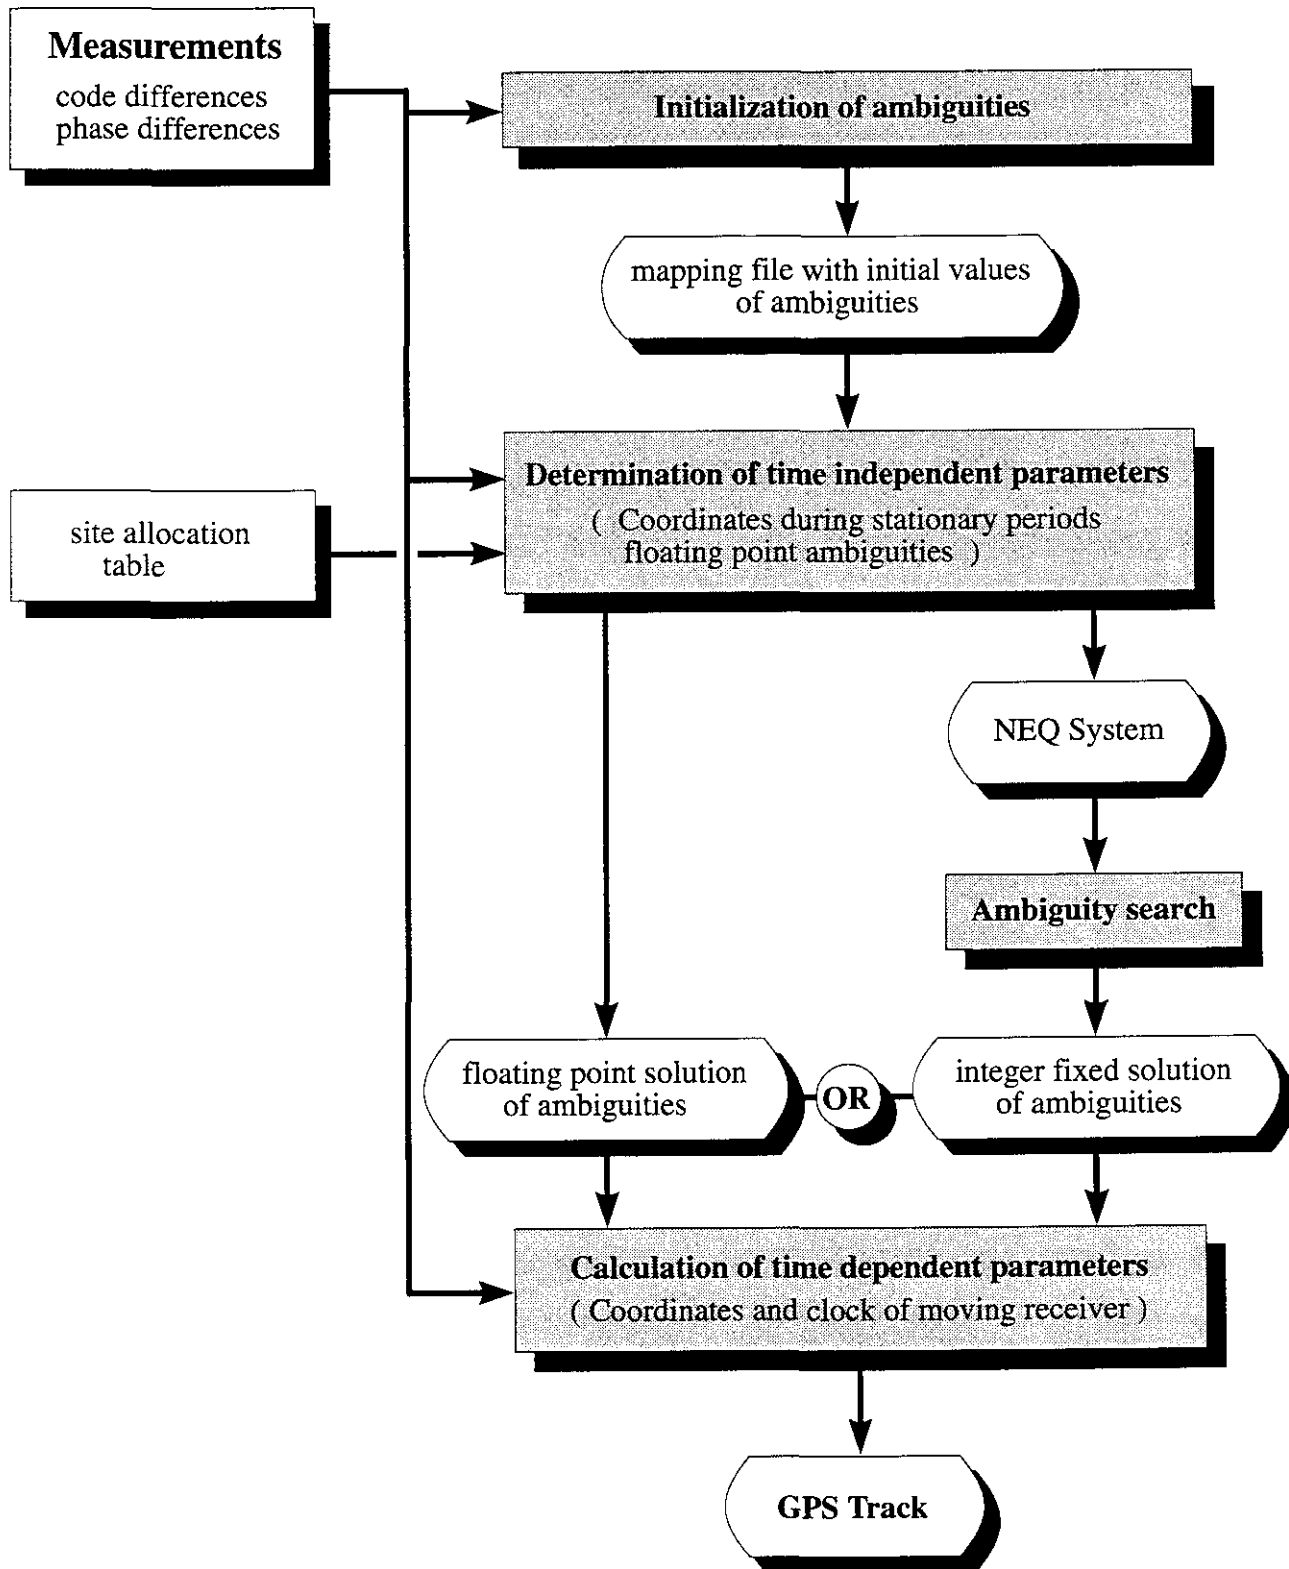 Measurements
code differences
phase differences
Initialization of ambiguities
mapping file with initial values
of ambiguities
Determination of time independent parameters
( Coordinates during stationary periods
floating point ambiguities )
site allocation
table
NEQ System
Ambiguity search
floating point solution
of ambiguities
OR
integer fixed solution
of ambiguities
Calculation of time dependent parameters
( Coordinates and clock of moving receiver )
GPS Track